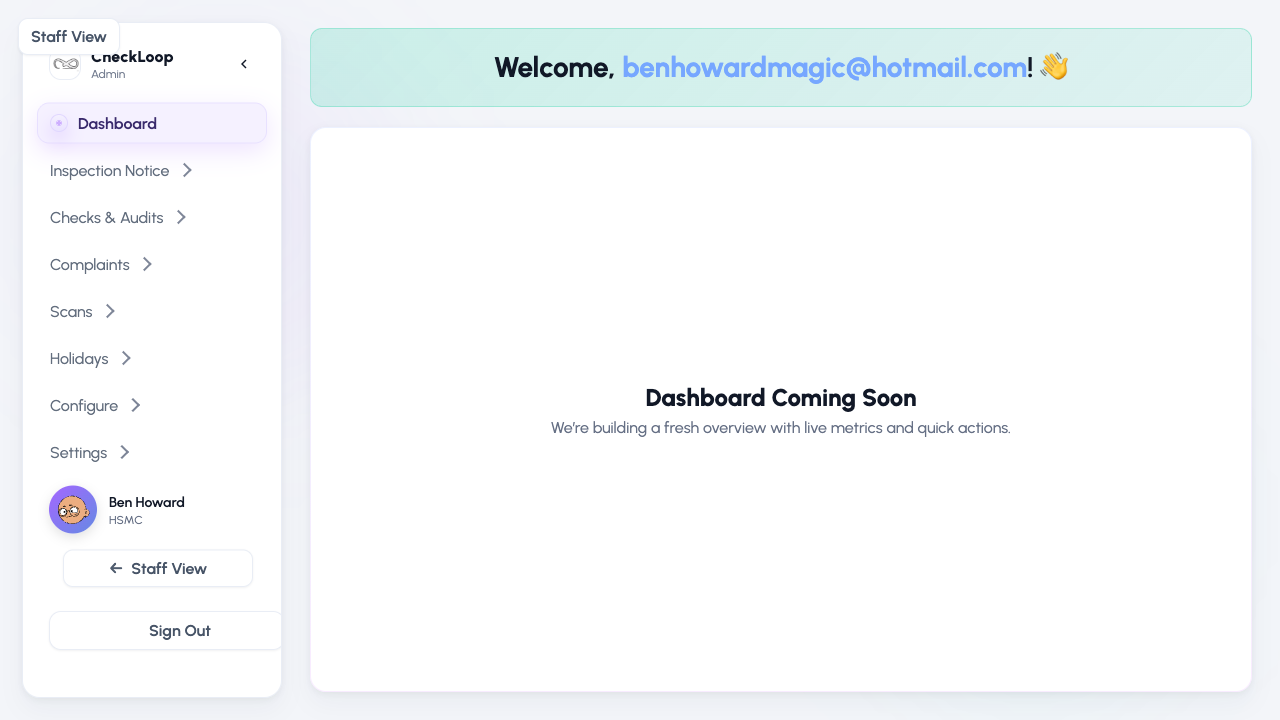 Staff View
CheckLoop
Admin
Dashboard
Inspection Notice
Checks & Audits
Complaints
Scans
Holidays
Configure
Settings
Ben Howard
HSMC
← Staff View
Sign Out
Welcome, benhowardmagic@hotmail.com! 👋
Dashboard Coming Soon
We’re building a fresh overview with live metrics and quick actions.